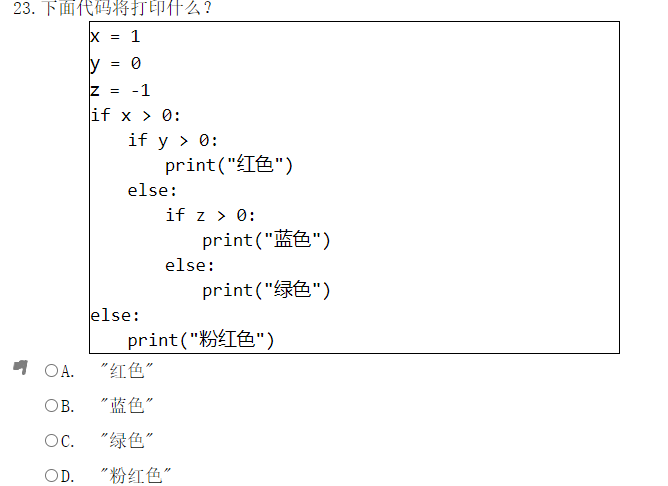 23. 下面代码将打印什么?
x = 1
y = 0
z = -1
if x > 0:
    if y > 0:
        print("红色")
    else:
        if z > 0:
            print("蓝色")
        else:
            print("绿色")
else:
    print("粉红色")
A. "红色"
B. "蓝色"
C. "绿色"
D. "粉红色"